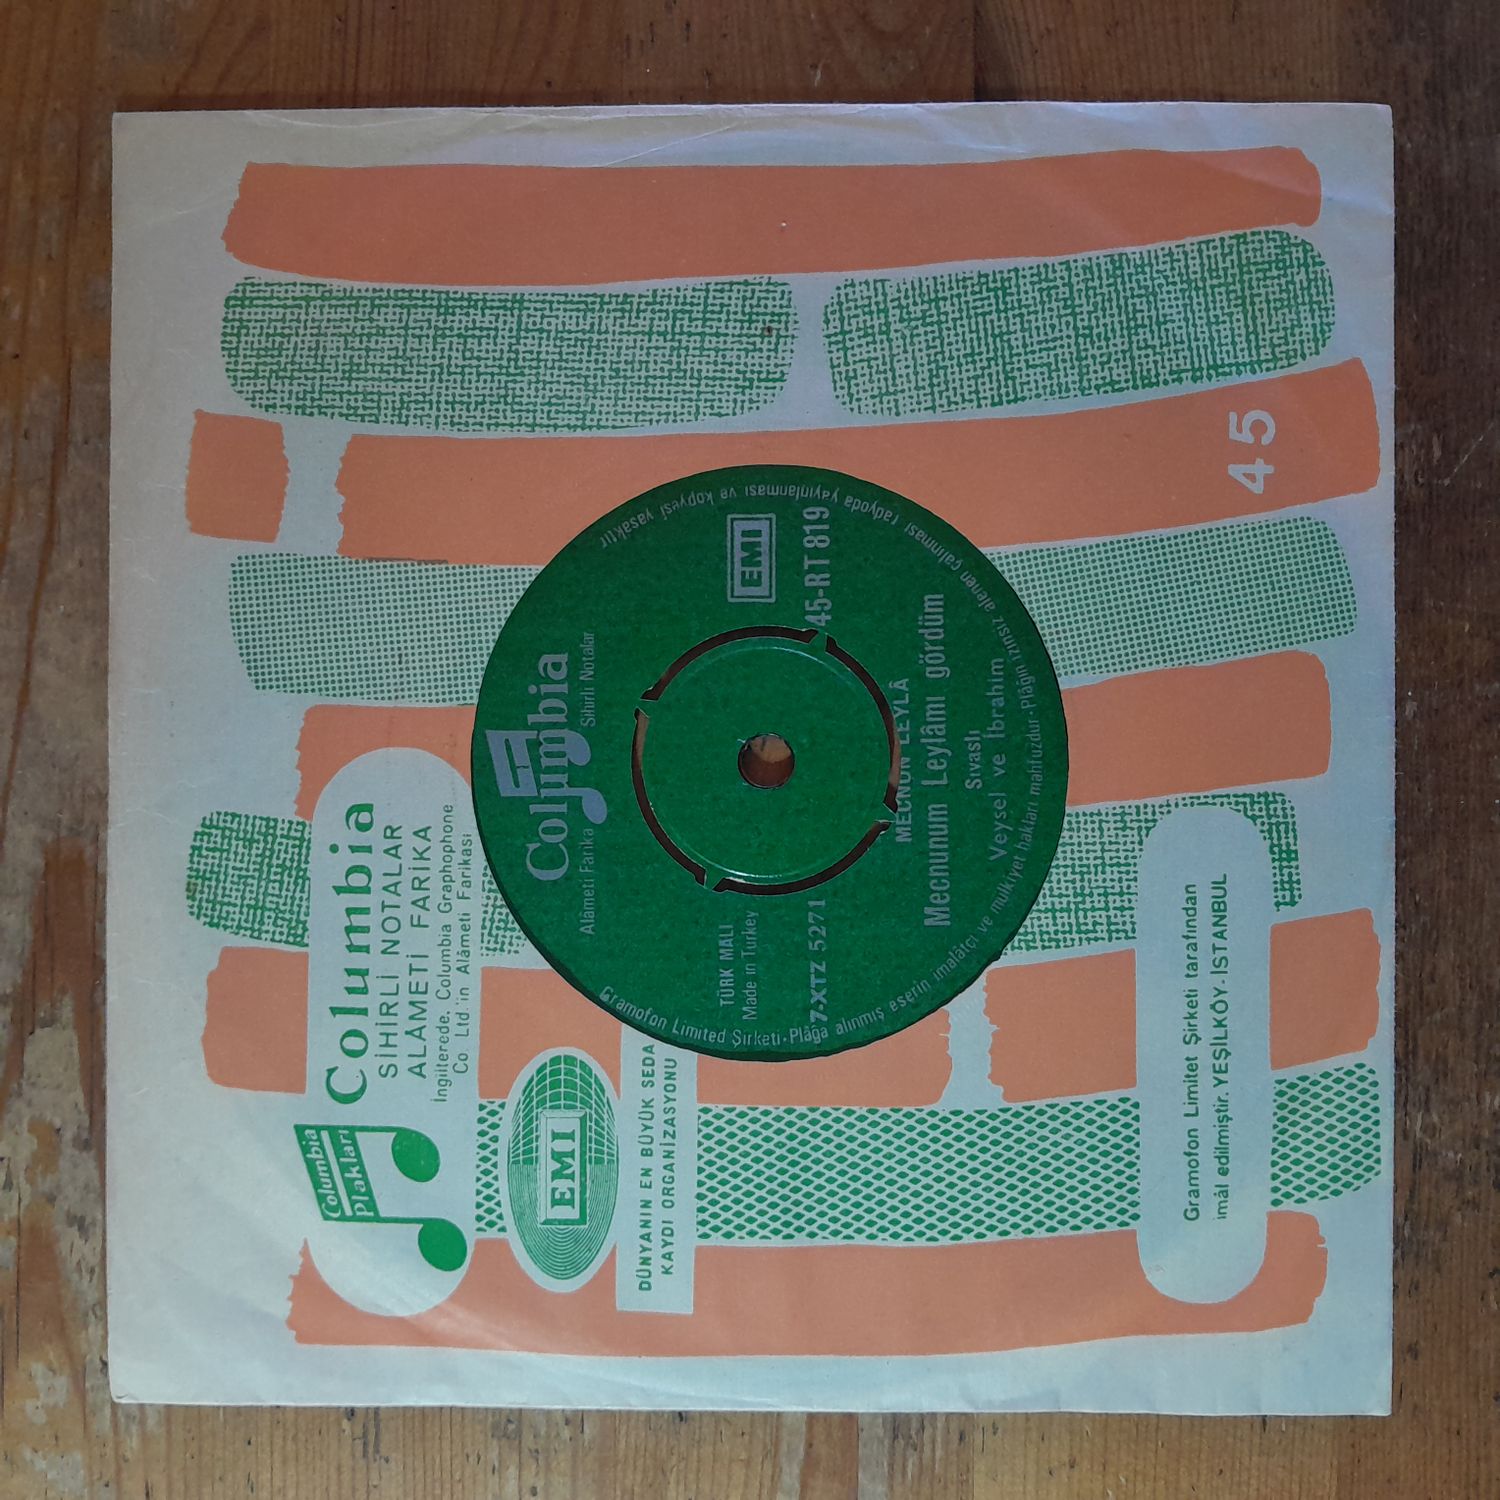 Columbia
Plakları
Columbia
SİHİRLİ NOTALAR
ALÂMETİ FARİKA
İngilterede, Columbia Graphophone
Co. Ltd.'in Alâmeti Farikası
EMI
DÜNYANIN EN BÜYÜK SEDA
KAYDI ORGANİZASYONU
Columbia
Alâmeti Farika
Sihirli Notalar
TÜRK MALI
Made in Turkey
EMI
7-XTZ 5271
45-RT 819
MECNUN LEYLÂ
Mecnunum Leylâmı gördüm
Sıvaslı
Veysel ve İbrahim
Gramofon Limited Şirketi · Plâğa alınmış eserin imalâtçı ve mülkiyet hakları mahfuzdur · Plâğın izinsiz alenen çalınması radyoda yayınlanması ve kopyesi yasaktır
45
Gramofon Limitet Şirketi tarafından
imâl edilmiştir. YEŞİLKÖY - İSTANBUL